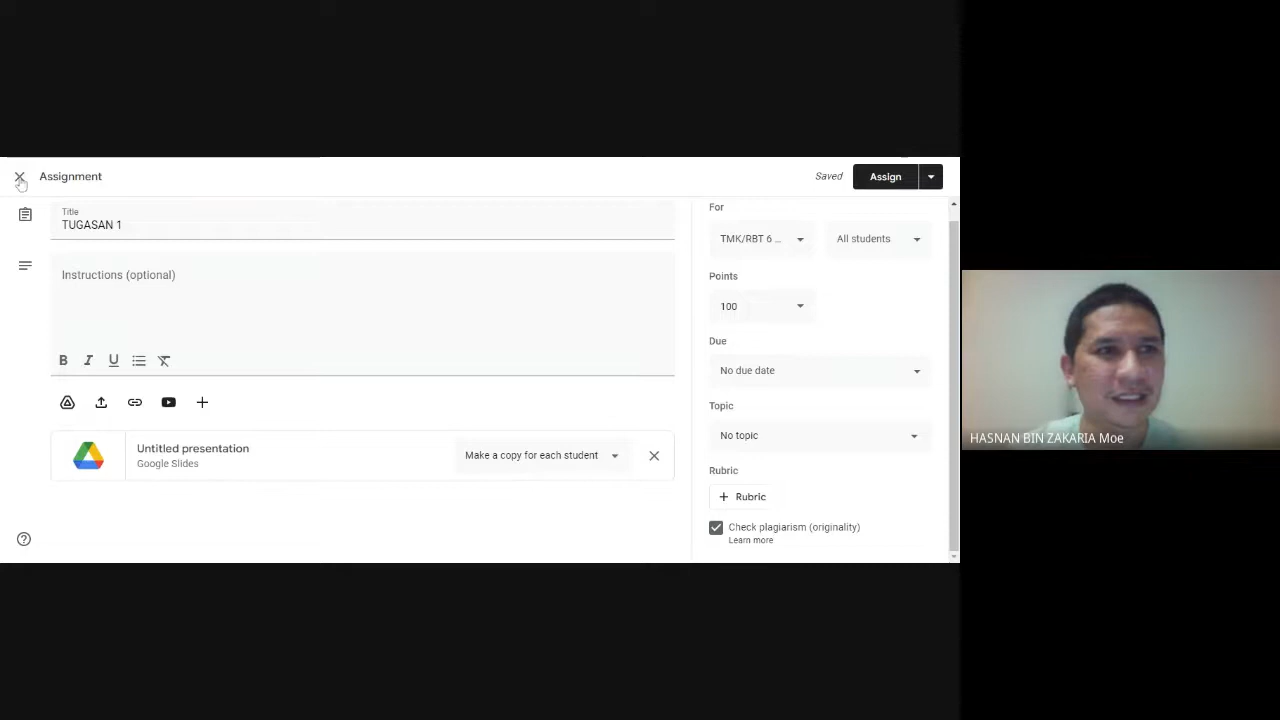 Assignment
Saved
Assign
Title
TUGASAN 1
Instructions (optional)
B I U
Untitled presentation
Google Slides
Make a copy for each student
For
TMK/RBT 6 ...
All students
Points
100
Due
No due date
Topic
No topic
Rubric
+ Rubric
Check plagiarism (originality)
Learn more
HASNAN BIN ZAKARIA Moe